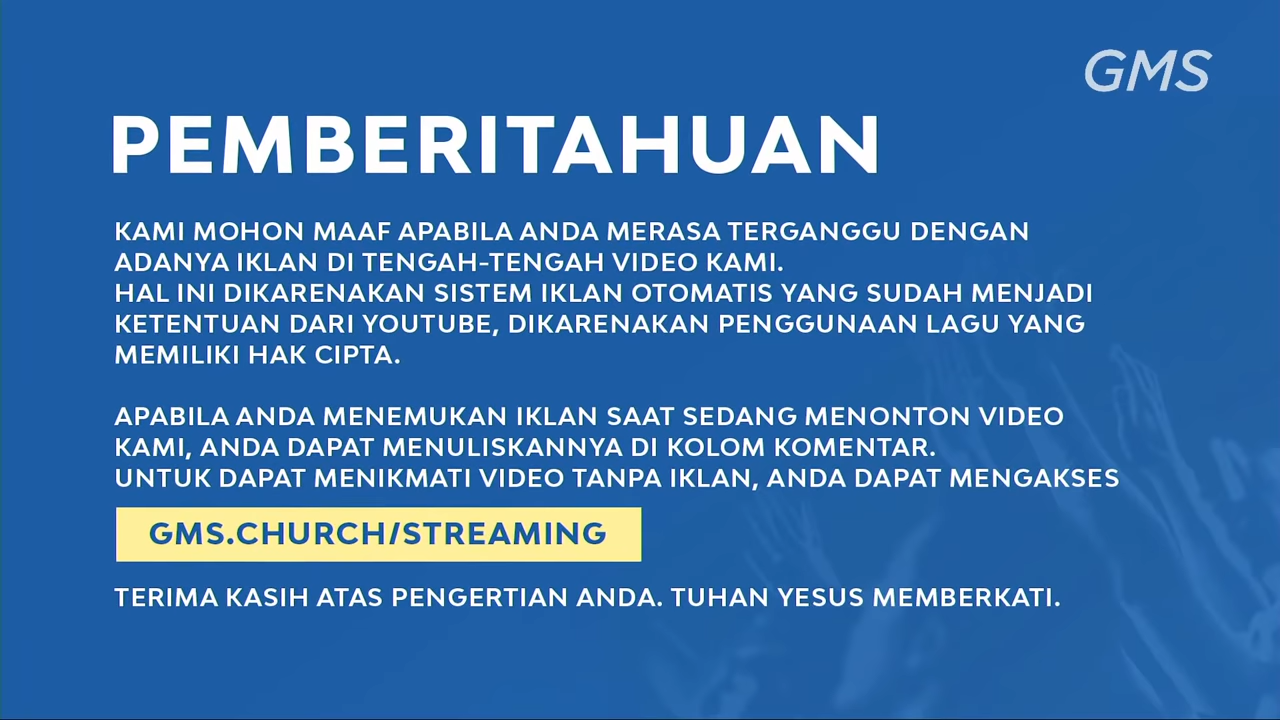 GMS
PEMBERITAHUAN
KAMI MOHON MAAF APABILA ANDA MERASA TERGANGGU DENGAN
ADANYA IKLAN DI TENGAH-TENGAH VIDEO KAMI.
HAL INI DIKARENAKAN SISTEM IKLAN OTOMATIS YANG SUDAH MENJADI
KETENTUAN DARI YOUTUBE, DIKARENAKAN PENGGUNAAN LAGU YANG
MEMILIKI HAK CIPTA.
APABILA ANDA MENEMUKAN IKLAN SAAT SEDANG MENONTON VIDEO
KAMI, ANDA DAPAT MENULISKANNYA DI KOLOM KOMENTAR.
UNTUK DAPAT MENIKMATI VIDEO TANPA IKLAN, ANDA DAPAT MENGAKSES
GMS.CHURCH/STREAMING
TERIMA KASIH ATAS PENGERTIAN ANDA. TUHAN YESUS MEMBERKATI.